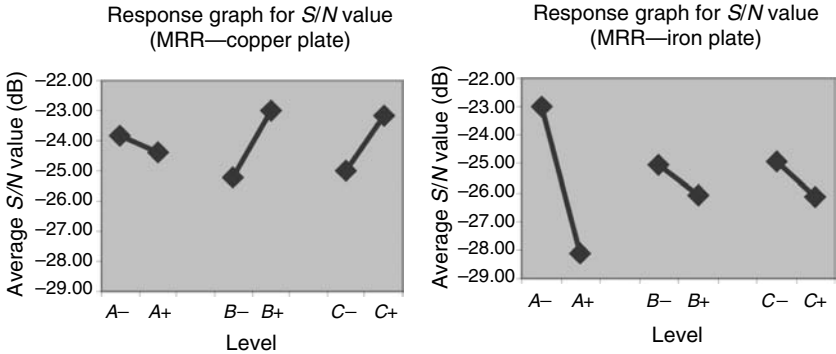 Response graph for S/N value
(MRR—copper plate)
Average S/N value (dB)
–22.00
–23.00
–24.00
–25.00
–26.00
–27.00
–28.00
–29.00
A– A+ B– B+ C– C+
Level
Response graph for S/N value
(MRR—iron plate)
Average S/N value (dB)
–22.00
–23.00
–24.00
–25.00
–26.00
–27.00
–28.00
–29.00
A– A+ B– B+ C– C+
Level